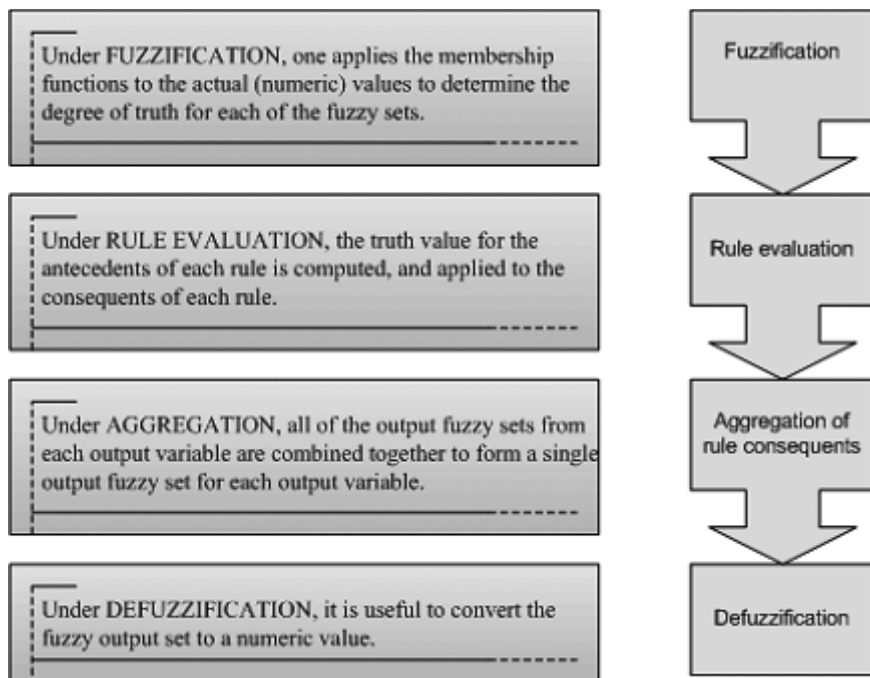 Under FUZZIFICATION, one applies the membership
functions to the actual (numeric) values to determine the
degree of truth for each of the fuzzy sets.
Fuzzification
Under RULE EVALUATION, the truth value for the
antecedents of each rule is computed, and applied to the
consequents of each rule.
Rule evaluation
Under AGGREGATION, all of the output fuzzy sets from
each output variable are combined together to form a single
output fuzzy set for each output variable.
Aggregation of
rule consequents
Under DEFUZZIFICATION, it is useful to convert the
fuzzy output set to a numeric value.
Defuzzification